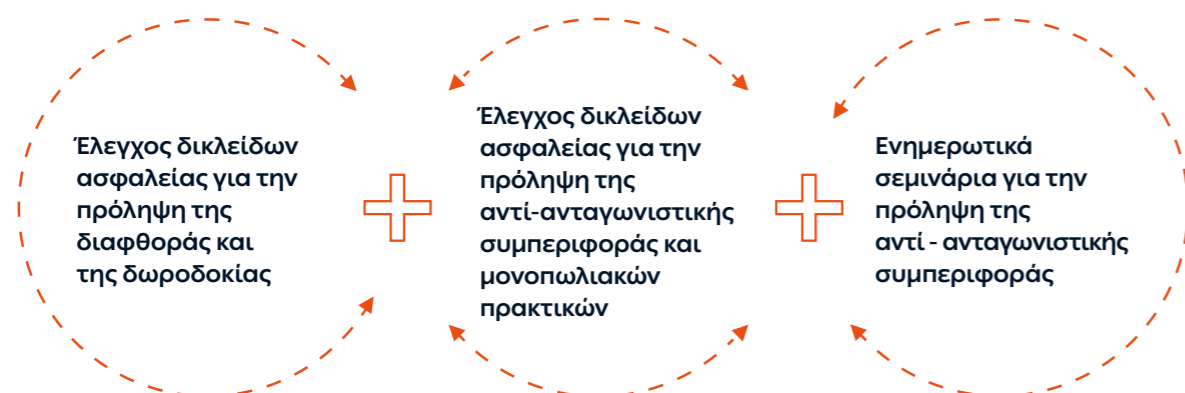 Έλεγχος δικλείδων
ασφαλείας για την
πρόληψη της
διαφθοράς και
της δωροδοκίας
Έλεγχος δικλείδων
ασφαλείας για την
πρόληψη της
αντί-ανταγωνιστικής
συμπεριφοράς και
μονοπωλιακών
πρακτικών
Ενημερωτικά
σεμινάρια για την
πρόληψη της
αντί - ανταγωνιστικής
συμπεριφοράς